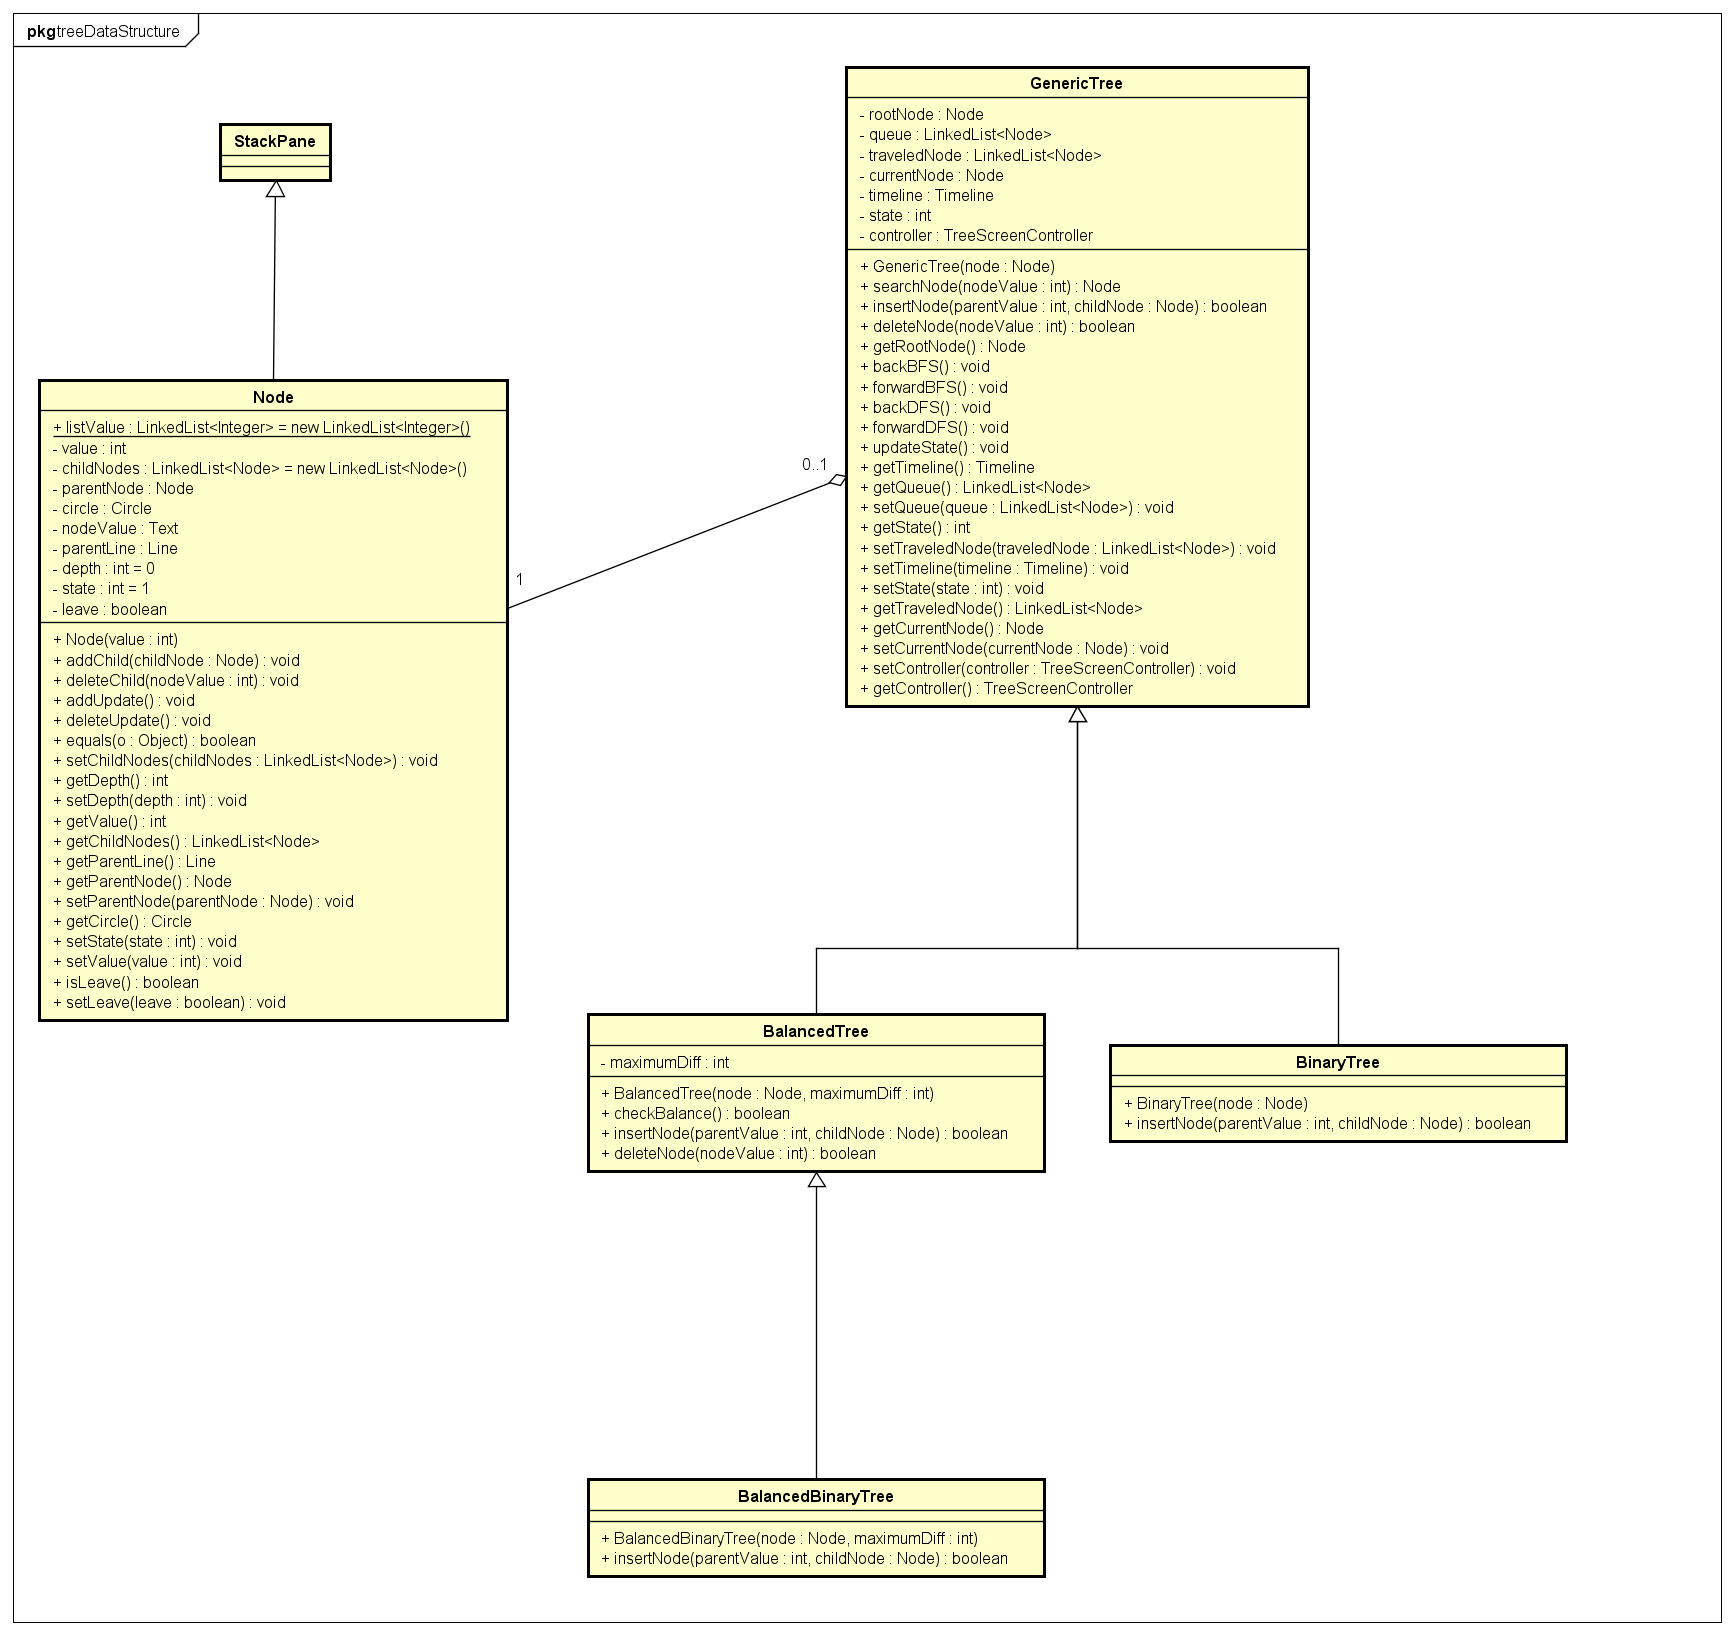 pkgtreeDataStructure
StackPane
Node
+ listValue : LinkedList<Integer> = new LinkedList<Integer>()
- value : int
- childNodes : LinkedList<Node> = new LinkedList<Node>()
- parentNode : Node
- circle : Circle
- nodeValue : Text
- parentLine : Line
- depth : int = 0
- state : int = 1
- leave : boolean
+ Node(value : int)
+ addChild(childNode : Node) : void
+ deleteChild(nodeValue : int) : void
+ addUpdate() : void
+ deleteUpdate() : void
+ equals(o : Object) : boolean
+ setChildNodes(childNodes : LinkedList<Node>) : void
+ getDepth() : int
+ setDepth(depth : int) : void
+ getValue() : int
+ getChildNodes() : LinkedList<Node>
+ getParentLine() : Line
+ getParentNode() : Node
+ setParentNode(parentNode : Node) : void
+ getCircle() : Circle
+ setState(state : int) : void
+ setValue(value : int) : void
+ isLeave() : boolean
+ setLeave(leave : boolean) : void
1
0..1
GenericTree
- rootNode : Node
- queue : LinkedList<Node>
- traveledNode : LinkedList<Node>
- currentNode : Node
- timeline : Timeline
- state : int
- controller : TreeScreenController
+ GenericTree(node : Node)
+ searchNode(nodeValue : int) : Node
+ insertNode(parentValue : int, childNode : Node) : boolean
+ deleteNode(nodeValue : int) : boolean
+ getRootNode() : Node
+ backBFS() : void
+ forwardBFS() : void
+ backDFS() : void
+ forwardDFS() : void
+ updateState() : void
+ getTimeline() : Timeline
+ getQueue() : LinkedList<Node>
+ setQueue(queue : LinkedList<Node>) : void
+ getState() : int
+ setTraveledNode(traveledNode : LinkedList<Node>) : void
+ setTimeline(timeline : Timeline) : void
+ setState(state : int) : void
+ getTraveledNode() : LinkedList<Node>
+ getCurrentNode() : Node
+ setCurrentNode(currentNode : Node) : void
+ setController(controller : TreeScreenController) : void
+ getController() : TreeScreenController
BalancedTree
- maximumDiff : int
+ BalancedTree(node : Node, maximumDiff : int)
+ checkBalance() : boolean
+ insertNode(parentValue : int, childNode : Node) : boolean
+ deleteNode(nodeValue : int) : boolean
BinaryTree
+ BinaryTree(node : Node)
+ insertNode(parentValue : int, childNode : Node) : boolean
BalancedBinaryTree
+ BalancedBinaryTree(node : Node, maximumDiff : int)
+ insertNode(parentValue : int, childNode : Node) : boolean